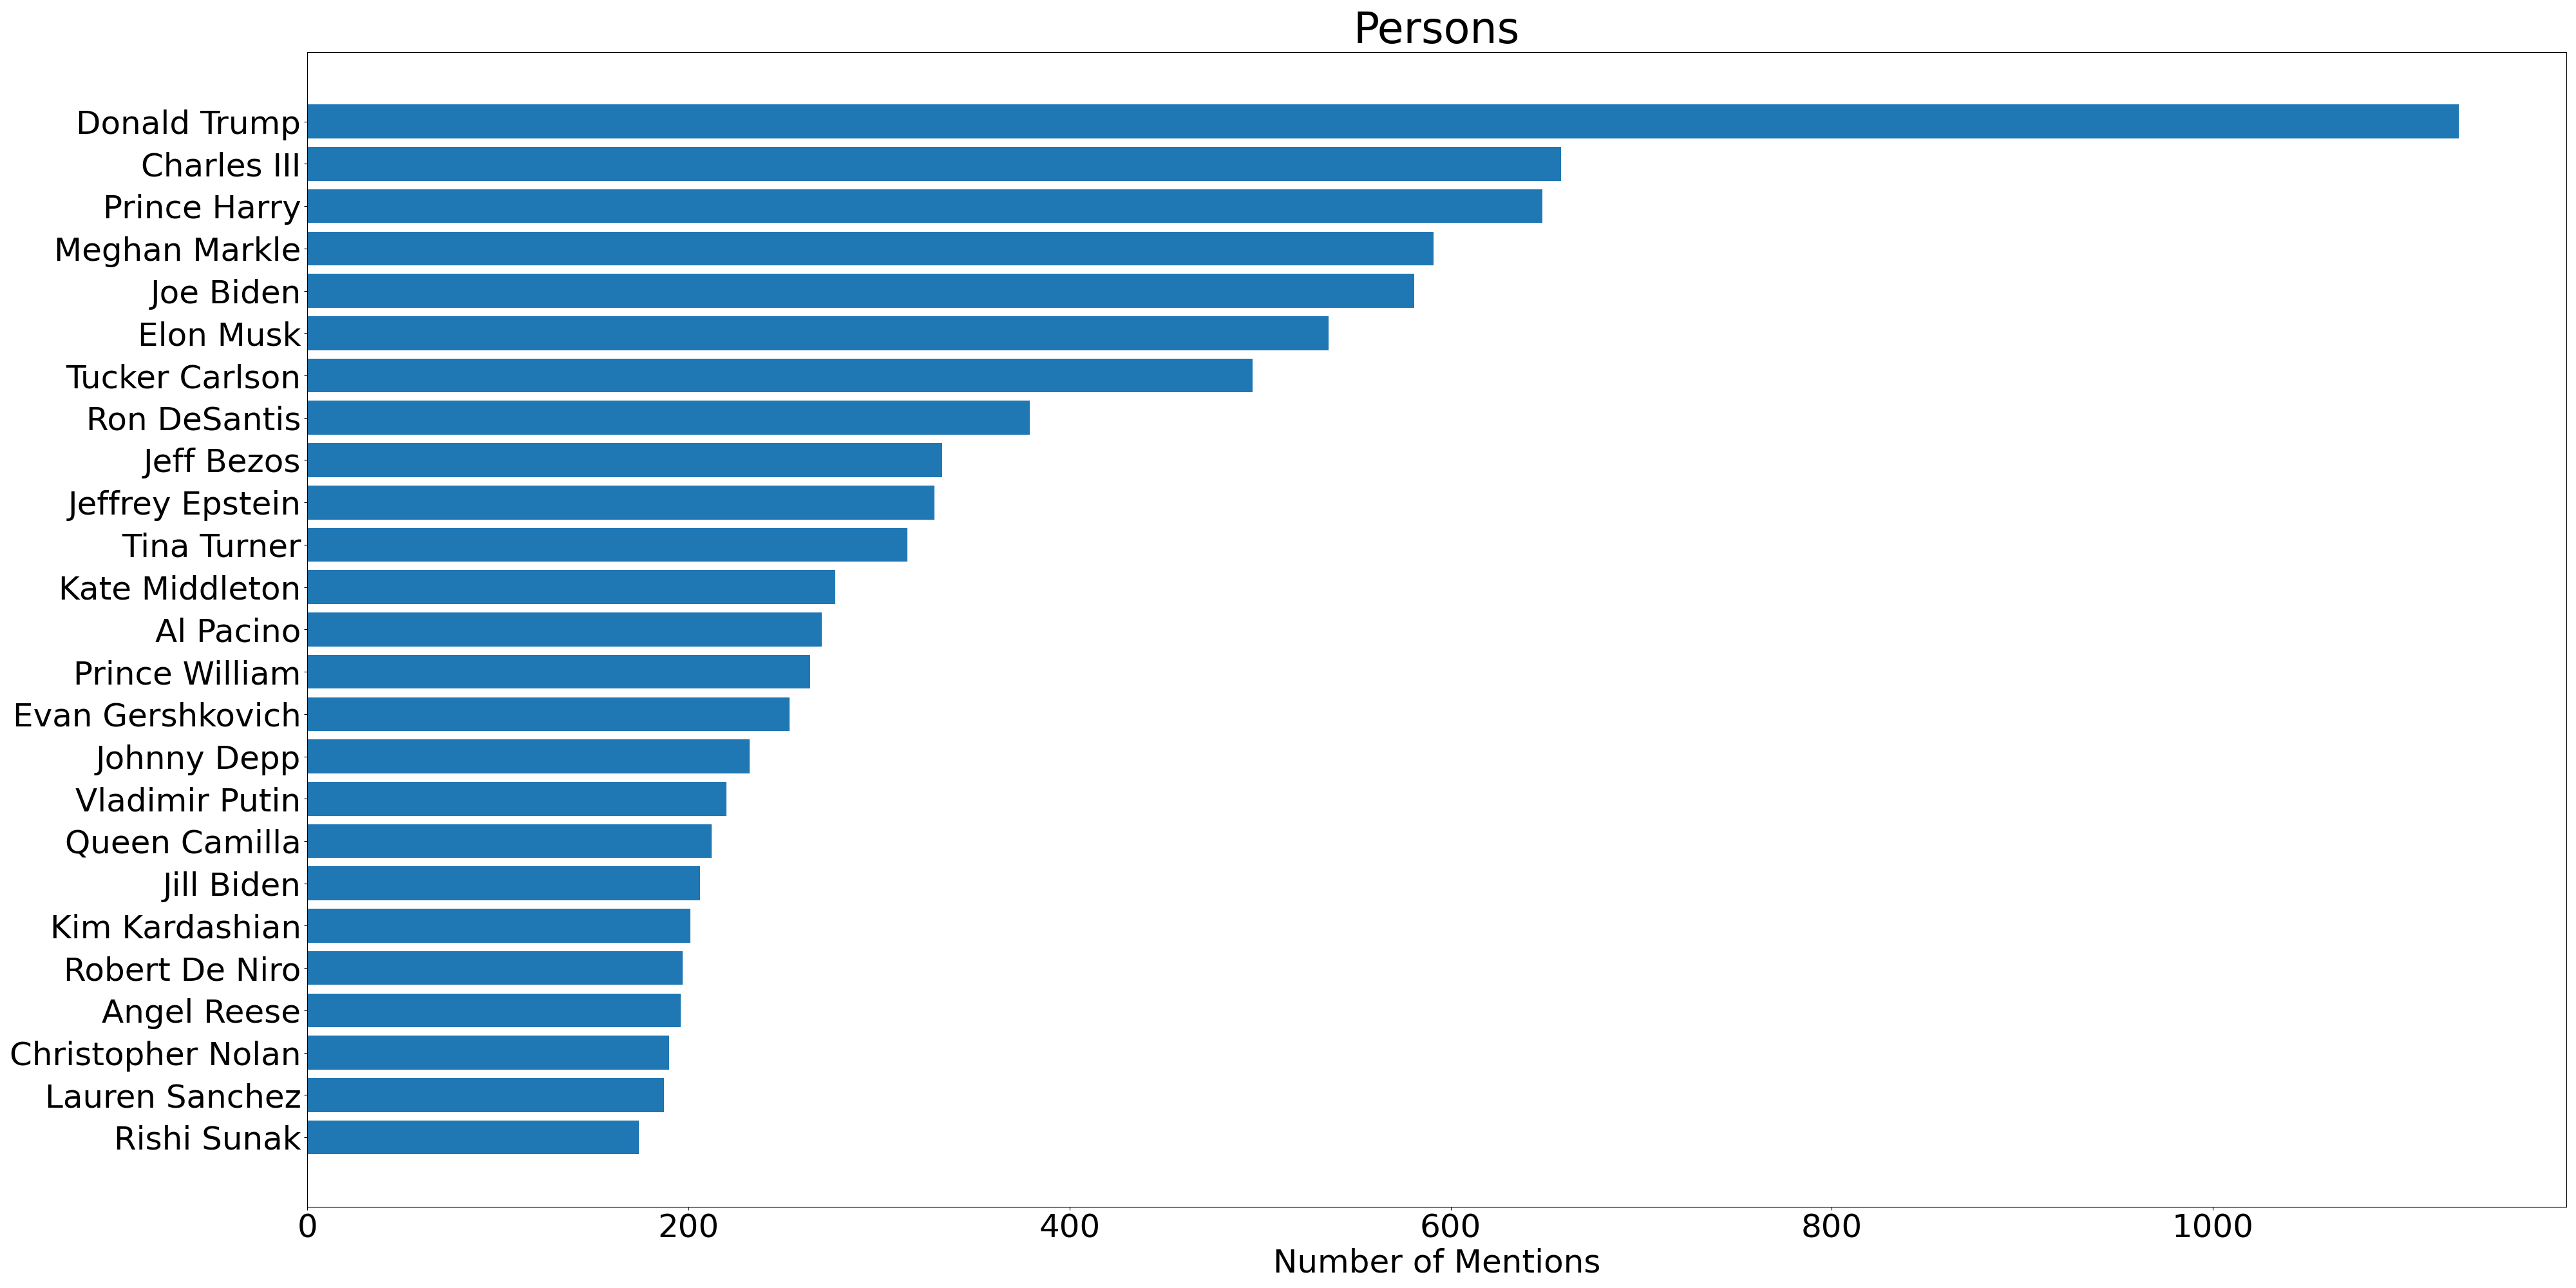 Persons
Donald Trump
Charles III
Prince Harry
Meghan Markle
Joe Biden
Elon Musk
Tucker Carlson
Ron DeSantis
Jeff Bezos
Jeffrey Epstein
Tina Turner
Kate Middleton
Al Pacino
Prince William
Evan Gershkovich
Johnny Depp
Vladimir Putin
Queen Camilla
Jill Biden
Kim Kardashian
Robert De Niro
Angel Reese
Christopher Nolan
Lauren Sanchez
Rishi Sunak
0 200 400 600 800 1000
Number of Mentions